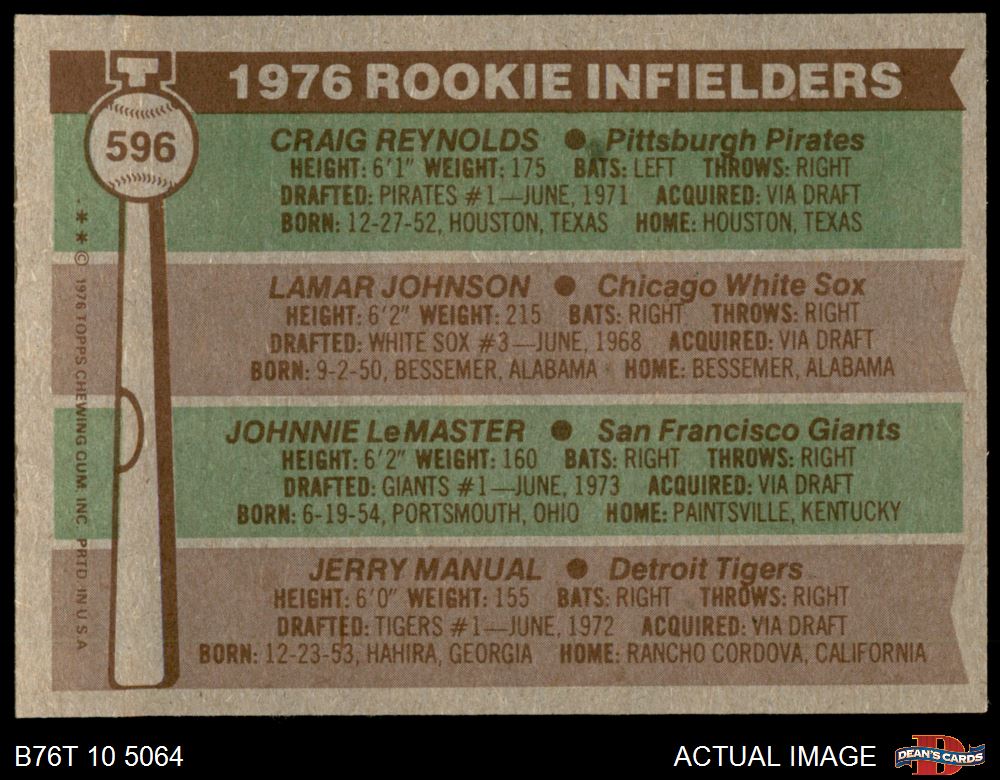 T
1976 ROOKIE INFIELDERS
596
CRAIG REYNOLDS ● Pittsburgh Pirates
HEIGHT: 6'1" WEIGHT: 175 BATS: LEFT THROWS: RIGHT
DRAFTED: PIRATES #1—JUNE, 1971 ACQUIRED: VIA DRAFT
BORN: 12-27-52, HOUSTON, TEXAS HOME: HOUSTON, TEXAS
LAMAR JOHNSON ● Chicago White Sox
HEIGHT: 6'2" WEIGHT: 215 BATS: RIGHT THROWS: RIGHT
DRAFTED: WHITE SOX #3—JUNE, 1968 ACQUIRED: VIA DRAFT
BORN: 9-2-50, BESSEMER, ALABAMA HOME: BESSEMER, ALABAMA
JOHNNIE LeMASTER ● San Francisco Giants
HEIGHT: 6'2" WEIGHT: 160 BATS: RIGHT THROWS: RIGHT
DRAFTED: GIANTS #1—JUNE, 1973 ACQUIRED: VIA DRAFT
BORN: 6-19-54, PORTSMOUTH, OHIO HOME: PAINTSVILLE, KENTUCKY
JERRY MANUAL ● Detroit Tigers
HEIGHT: 6'0" WEIGHT: 155 BATS: RIGHT THROWS: RIGHT
DRAFTED: TIGERS #1—JUNE, 1972 ACQUIRED: VIA DRAFT
BORN: 12-23-53, HAHIRA, GEORGIA HOME: RANCHO CORDOVA, CALIFORNIA
** © 1976 TOPPS CHEWING GUM, INC. PRTD. IN U.S.A.
B76T 10 5064
ACTUAL IMAGE
D
DEAN'S CARDS